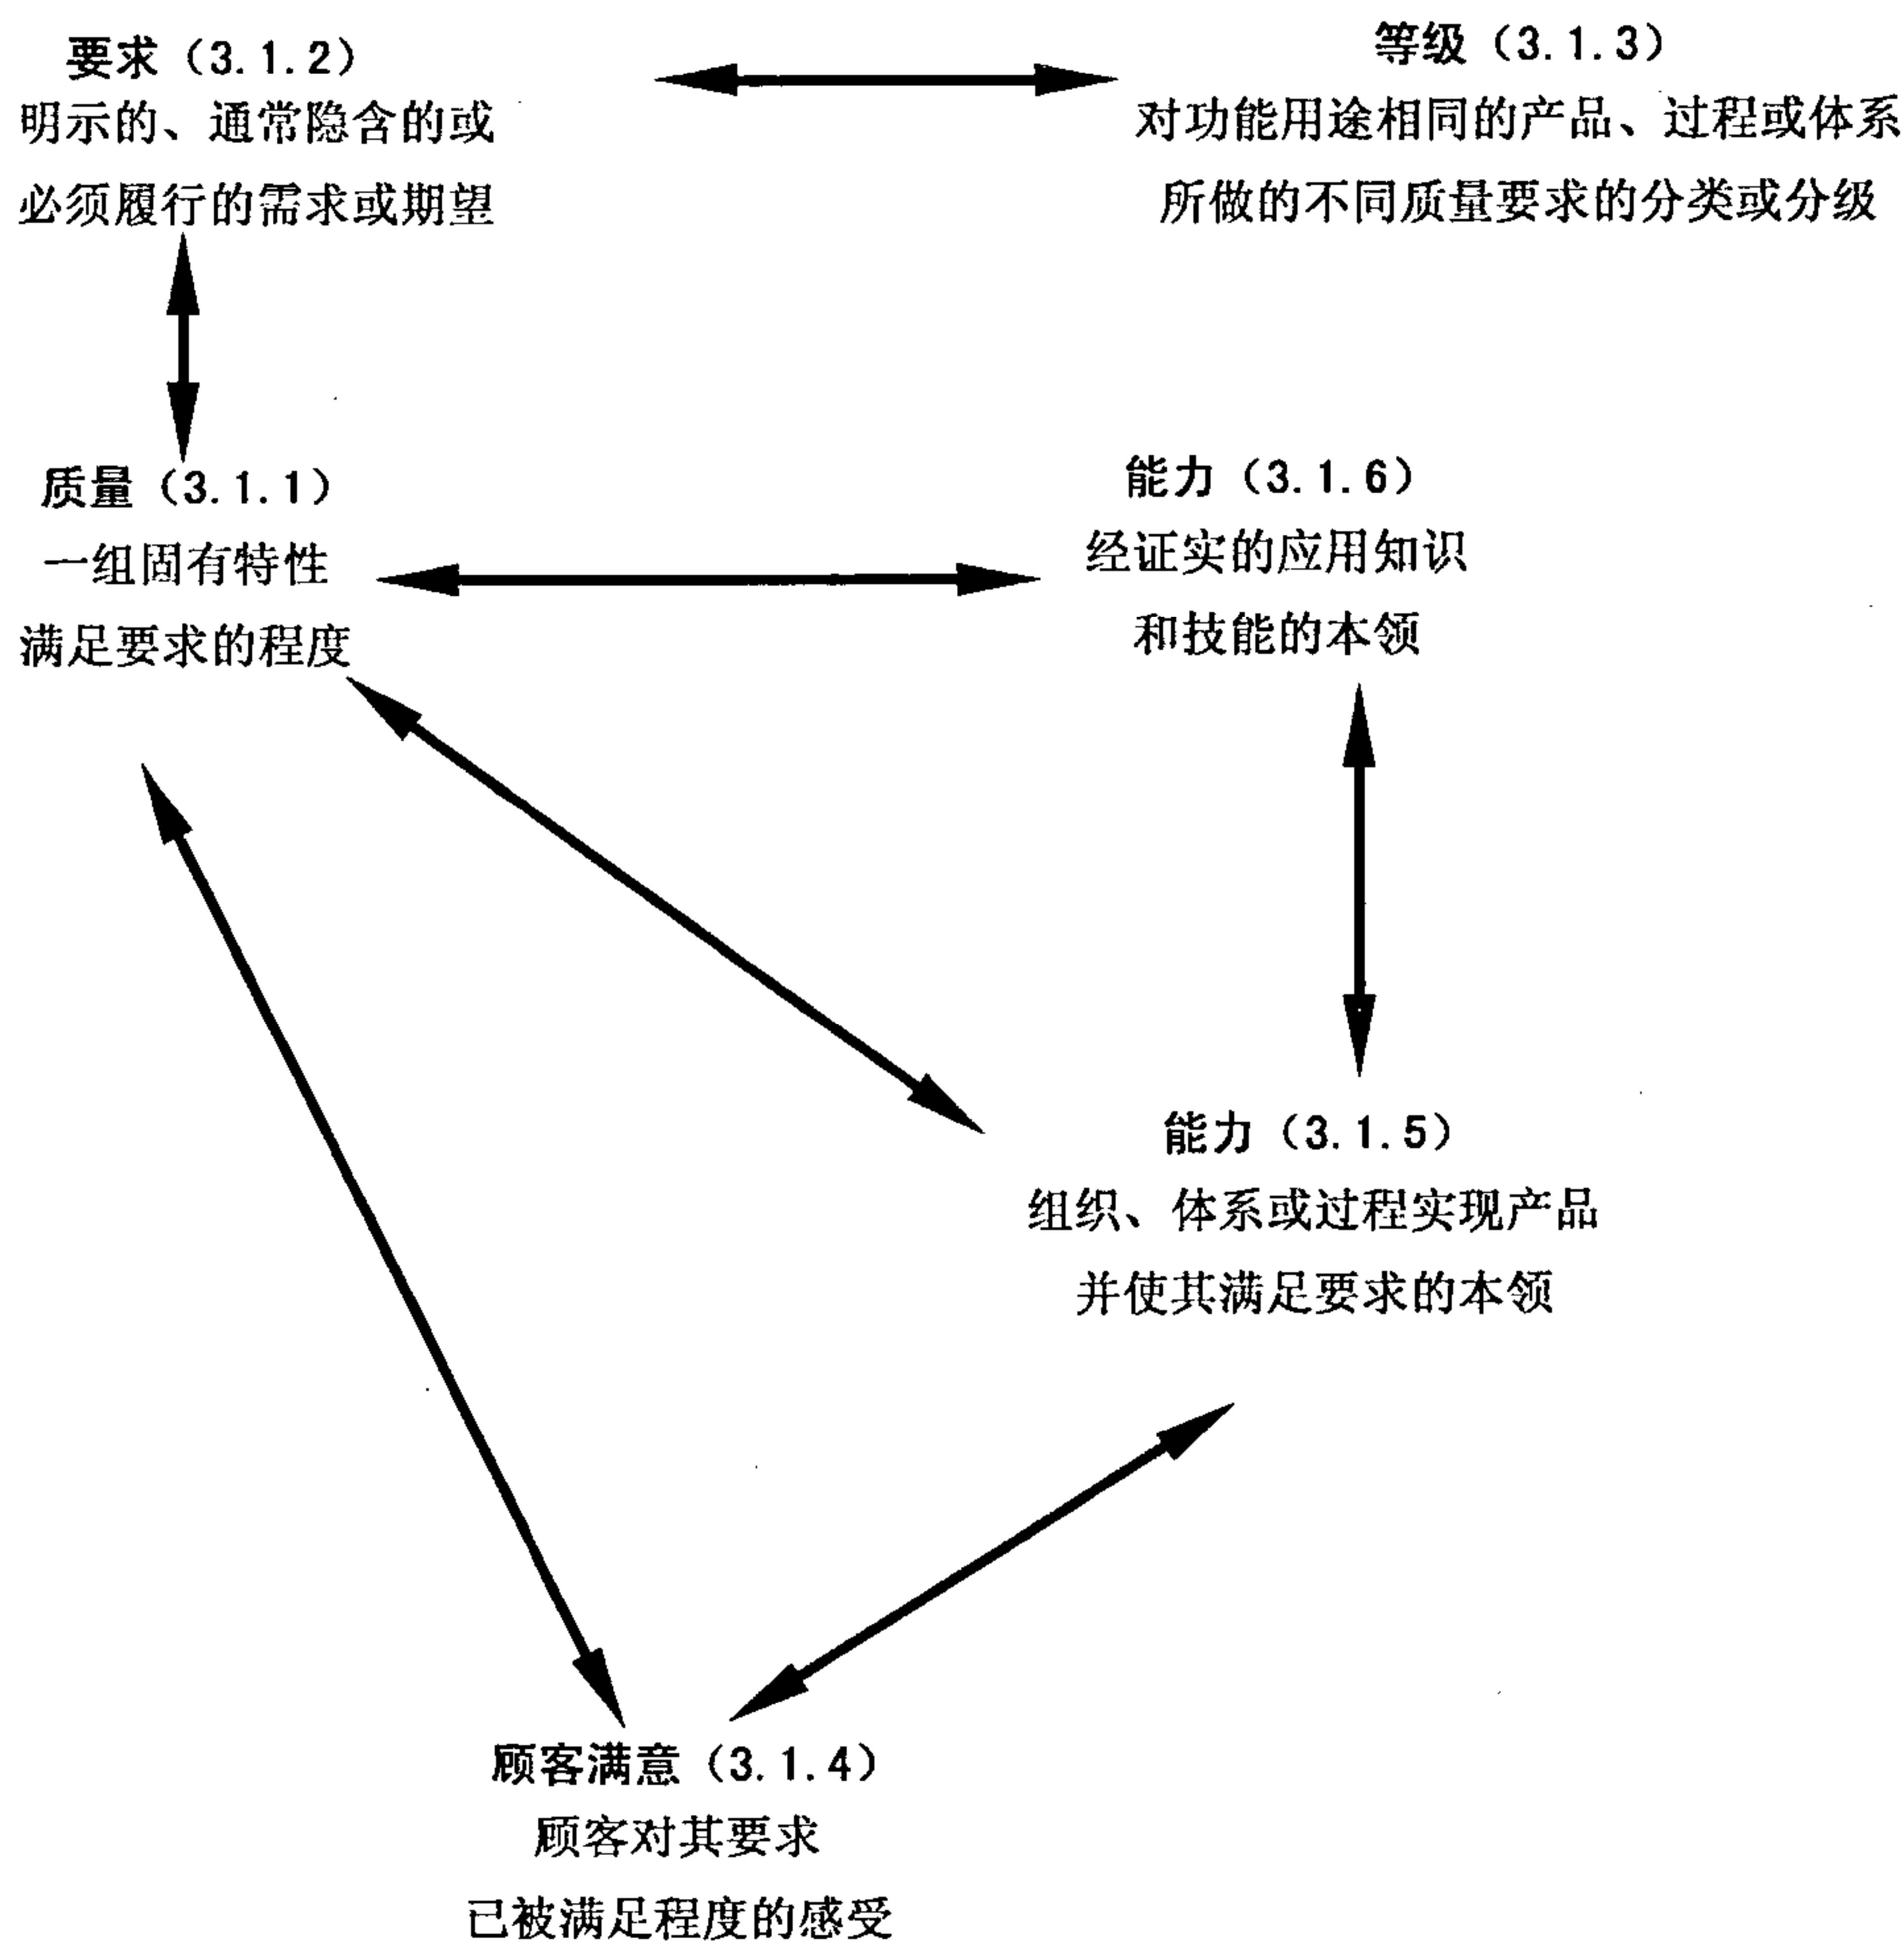 要求（3.1.2）
明示的、通常隐含的或
必须履行的需求或期望
等级（3.1.3）
对功能用途相同的产品、过程或体系
所做的不同质量要求的分类或分级
质量（3.1.1）
一组固有特性
满足要求的程度
能力（3.1.6）
经证实的应用知识
和技能的本领
能力（3.1.5）
组织、体系或过程实现产品
并使其满足要求的本领
顾客满意（3.1.4）
顾客对其要求
已被满足程度的感受